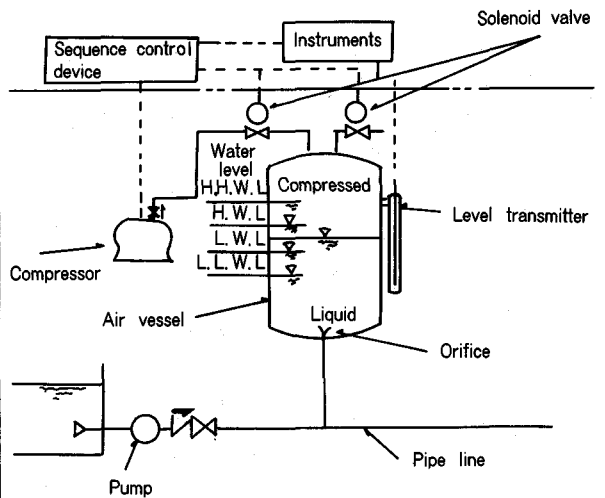 Solenoid valve
Sequence control
device
Instruments
Water
level
H.H.W.L
H.W.L
L.W.L
L.L.W.L
Compressed
Level transmitter
Compressor
Air vessel
Liquid
Orifice
Pump
Pipe line